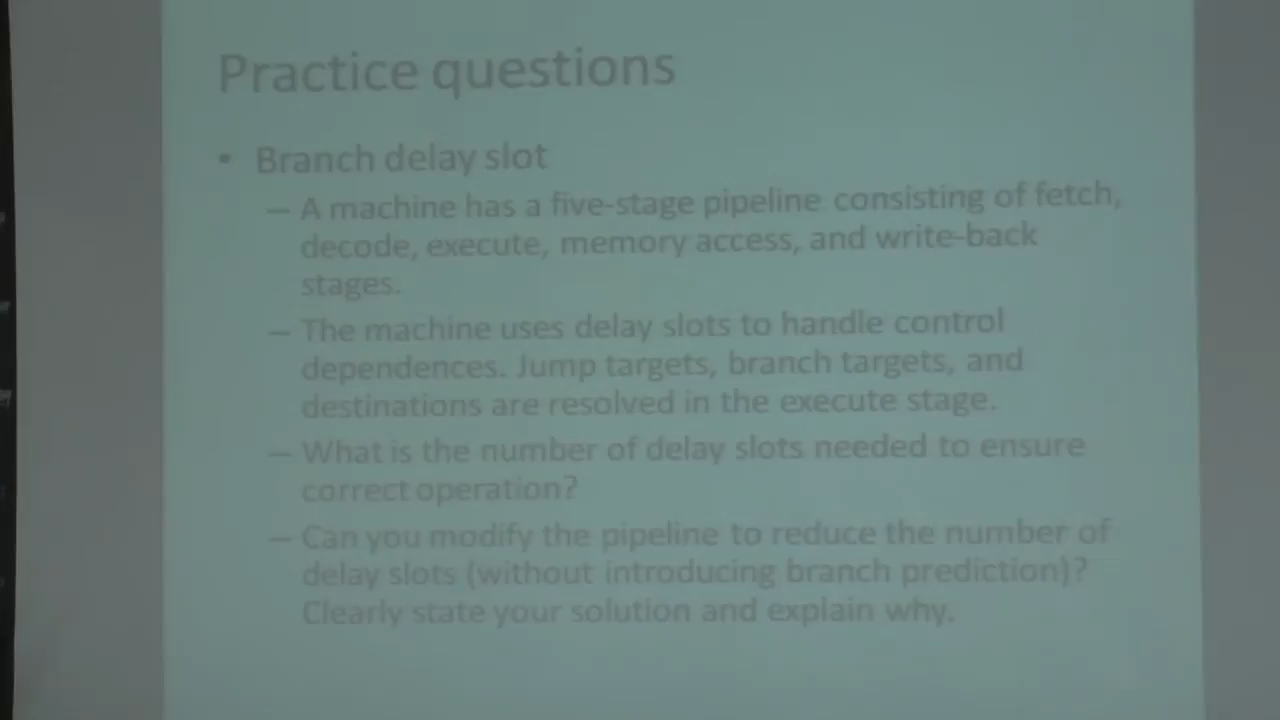 Practice questions
• Branch delay slot
– A machine has a five-stage pipeline consisting of fetch,
decode, execute, memory access, and write-back
stages.
– The machine uses delay slots to handle control
dependences. Jump targets, branch targets, and
destinations are resolved in the execute stage.
– What is the number of delay slots needed to ensure
correct operation?
– Can you modify the pipeline to reduce the number of
delay slots (without introducing branch prediction)?
Clearly state your solution and explain why.